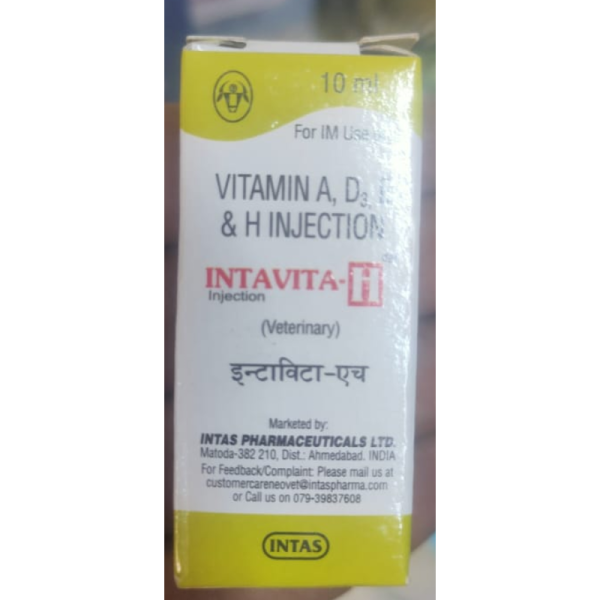 10 ml
For IM Use
VITAMIN A, D₃,
& H INJECTION
INTAVITA-H
Injection
(Veterinary)
इन्टाविटा-एच
Marketed by:
INTAS PHARMACEUTICALS LTD.
Matoda-382 210, Dist.: Ahmedabad. INDIA
For Feedback/Complaint: Please mail us at
customercareneovet@intaspharma.com
or Call us on 079-39837608
INTAS